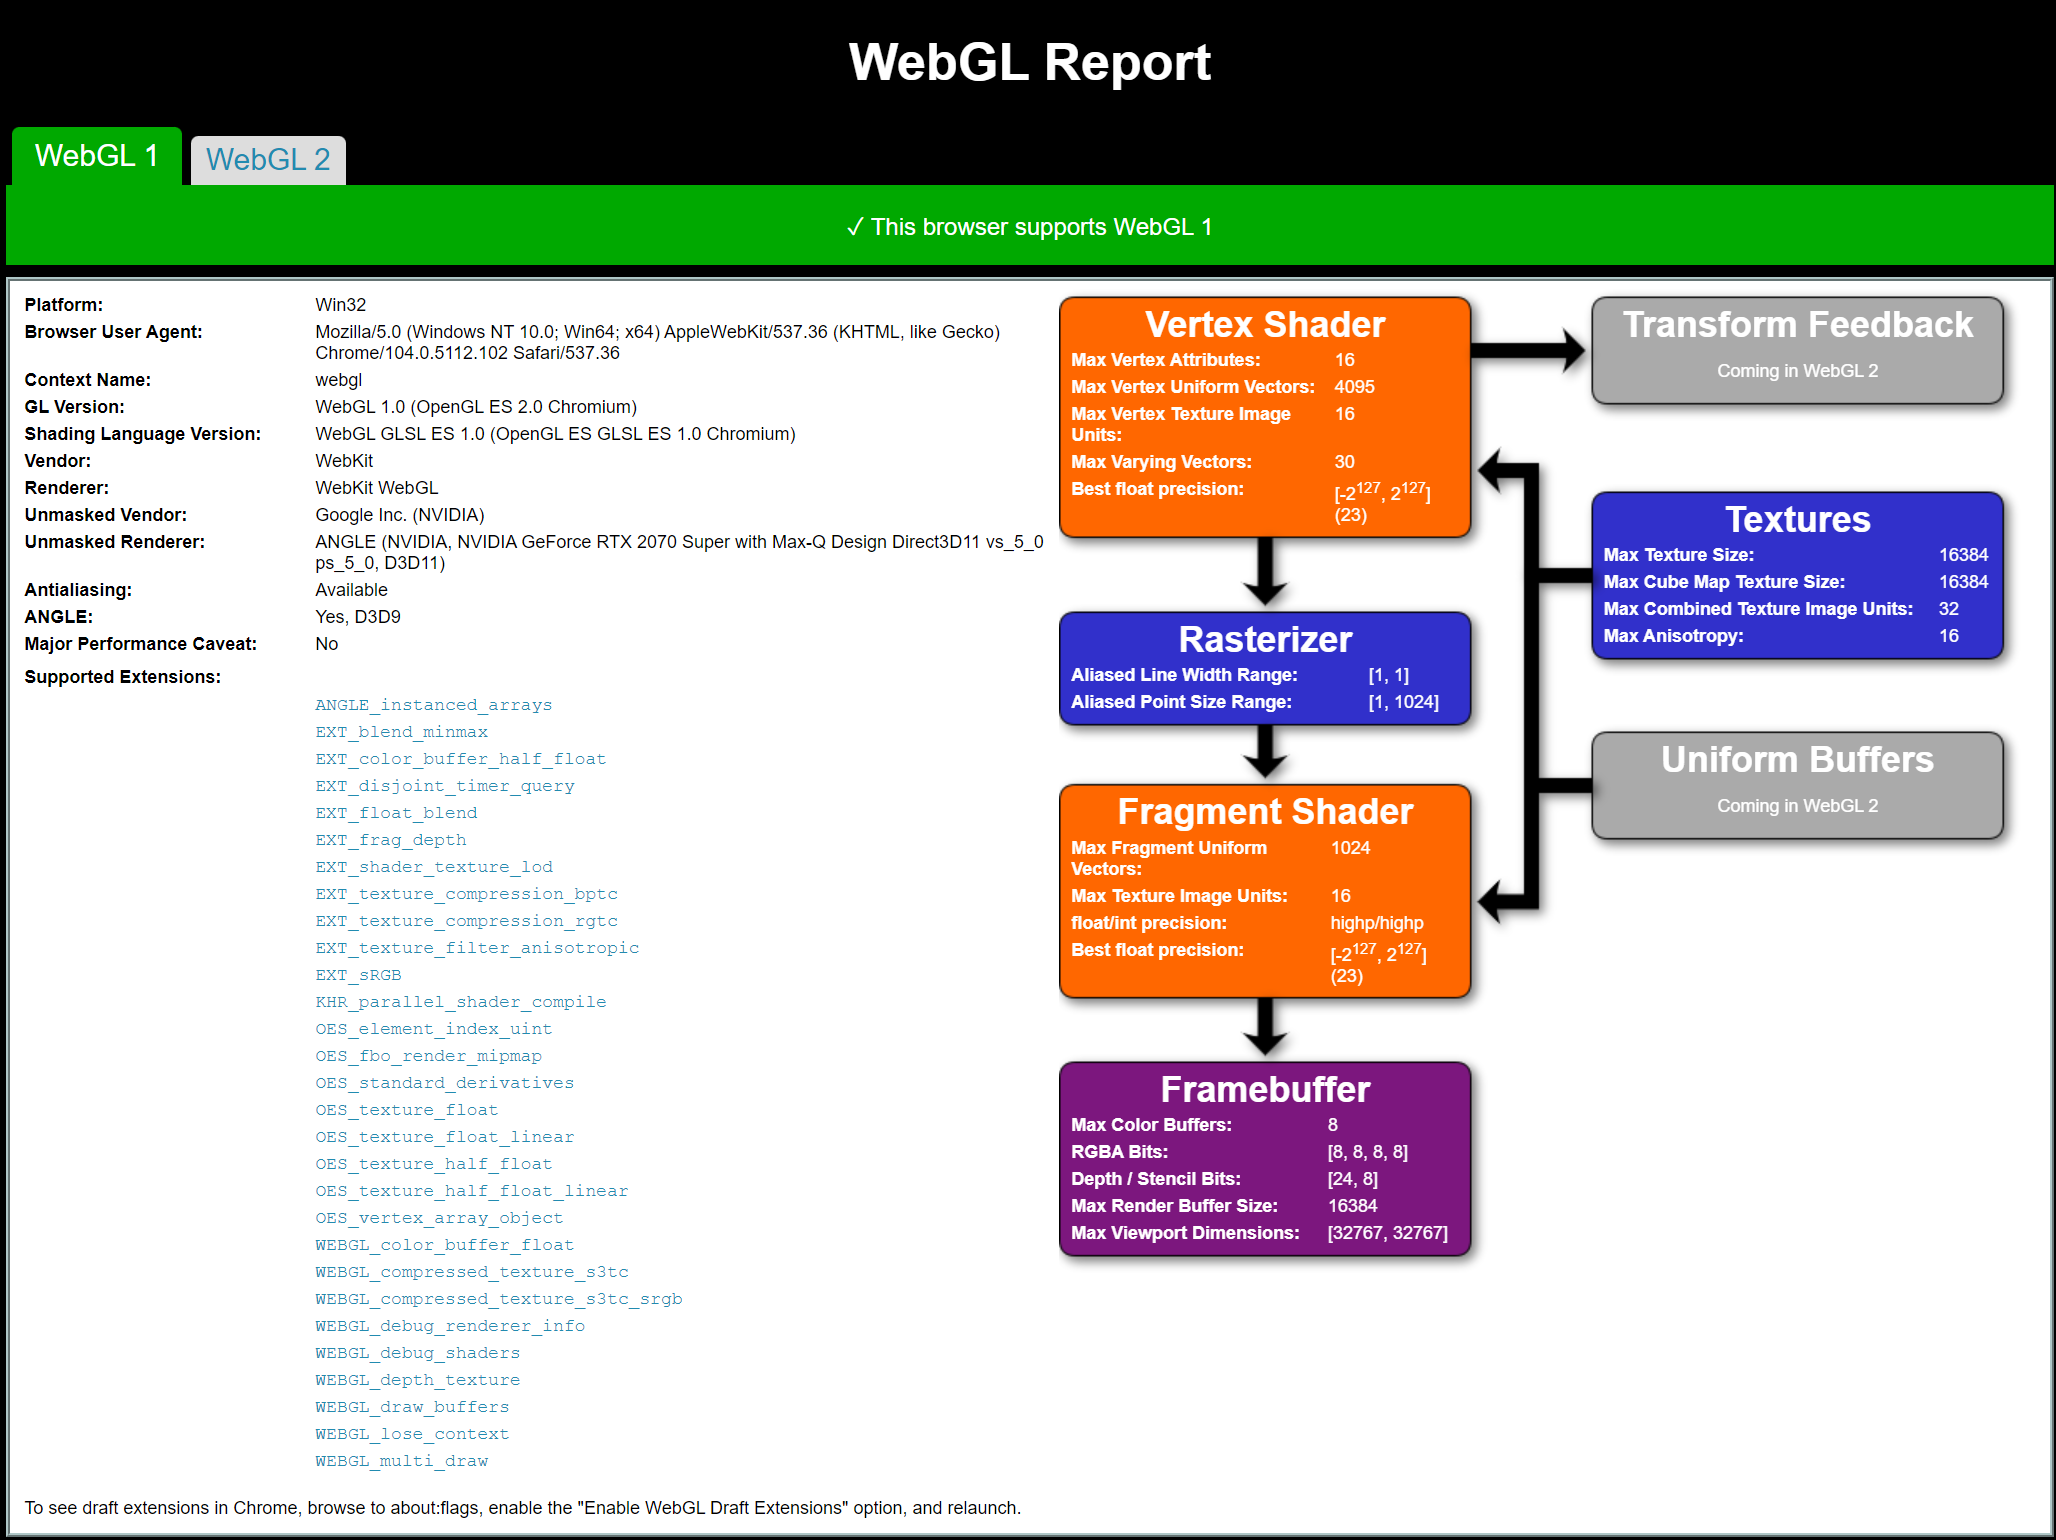 WebGL Report
WebGL 1
WebGL 2
✓ This browser supports WebGL 1
Platform: Win32
Browser User Agent: Mozilla/5.0 (Windows NT 10.0; Win64; x64) AppleWebKit/537.36 (KHTML, like Gecko)
Chrome/104.0.5112.102 Safari/537.36
Context Name: webgl
GL Version: WebGL 1.0 (OpenGL ES 2.0 Chromium)
Shading Language Version: WebGL GLSL ES 1.0 (OpenGL ES GLSL ES 1.0 Chromium)
Vendor: WebKit
Renderer: WebKit WebGL
Unmasked Vendor: Google Inc. (NVIDIA)
Unmasked Renderer: ANGLE (NVIDIA, NVIDIA GeForce RTX 2070 Super with Max-Q Design Direct3D11 vs_5_0
ps_5_0, D3D11)
Antialiasing: Available
ANGLE: Yes, D3D9
Major Performance Caveat: No
Supported Extensions:
ANGLE_instanced_arrays
EXT_blend_minmax
EXT_color_buffer_half_float
EXT_disjoint_timer_query
EXT_float_blend
EXT_frag_depth
EXT_shader_texture_lod
EXT_texture_compression_bptc
EXT_texture_compression_rgtc
EXT_texture_filter_anisotropic
EXT_sRGB
KHR_parallel_shader_compile
OES_element_index_uint
OES_fbo_render_mipmap
OES_standard_derivatives
OES_texture_float
OES_texture_float_linear
OES_texture_half_float
OES_texture_half_float_linear
OES_vertex_array_object
WEBGL_color_buffer_float
WEBGL_compressed_texture_s3tc
WEBGL_compressed_texture_s3tc_srgb
WEBGL_debug_renderer_info
WEBGL_debug_shaders
WEBGL_depth_texture
WEBGL_draw_buffers
WEBGL_lose_context
WEBGL_multi_draw
To see draft extensions in Chrome, browse to about:flags, enable the "Enable WebGL Draft Extensions" option, and relaunch.
Vertex Shader
Max Vertex Attributes: 16
Max Vertex Uniform Vectors: 4095
Max Vertex Texture Image 16
Units:
Max Varying Vectors: 30
Best float precision: [-2^127, 2^127]
(23)
Transform Feedback
Coming in WebGL 2
Textures
Max Texture Size: 16384
Max Cube Map Texture Size: 16384
Max Combined Texture Image Units: 32
Max Anisotropy: 16
Rasterizer
Aliased Line Width Range: [1, 1]
Aliased Point Size Range: [1, 1024]
Uniform Buffers
Coming in WebGL 2
Fragment Shader
Max Fragment Uniform 1024
Vectors:
Max Texture Image Units: 16
float/int precision: highp/highp
Best float precision: [-2^127, 2^127]
(23)
Framebuffer
Max Color Buffers: 8
RGBA Bits: [8, 8, 8, 8]
Depth / Stencil Bits: [24, 8]
Max Render Buffer Size: 16384
Max Viewport Dimensions: [32767, 32767]